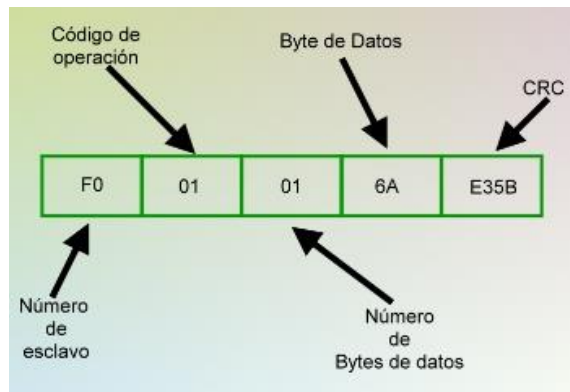 Código de
operación
Byte de Datos
CRC
F0 01 01 6A E35B
Número
de
esclavo
Número
de
Bytes de datos